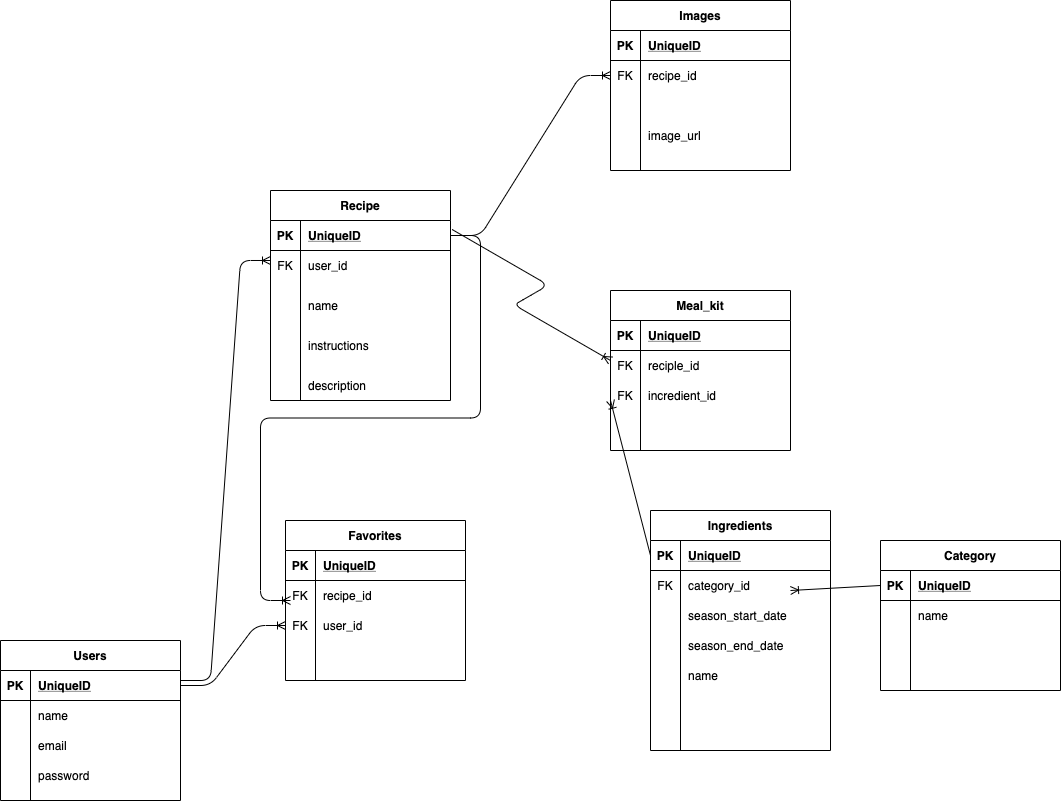 Images
PK UniqueID
FK recipe_id
image_url
Recipe
PK UniqueID
FK user_id
name
instructions
description
Meal_kit
PK UniqueID
FK reciple_id
FK incredient_id
Favorites
PK UniqueID
FK recipe_id
FK user_id
Ingredients
PK UniqueID
FK category_id
season_start_date
season_end_date
name
Category
PK UniqueID
name
Users
PK UniqueID
name
email
password